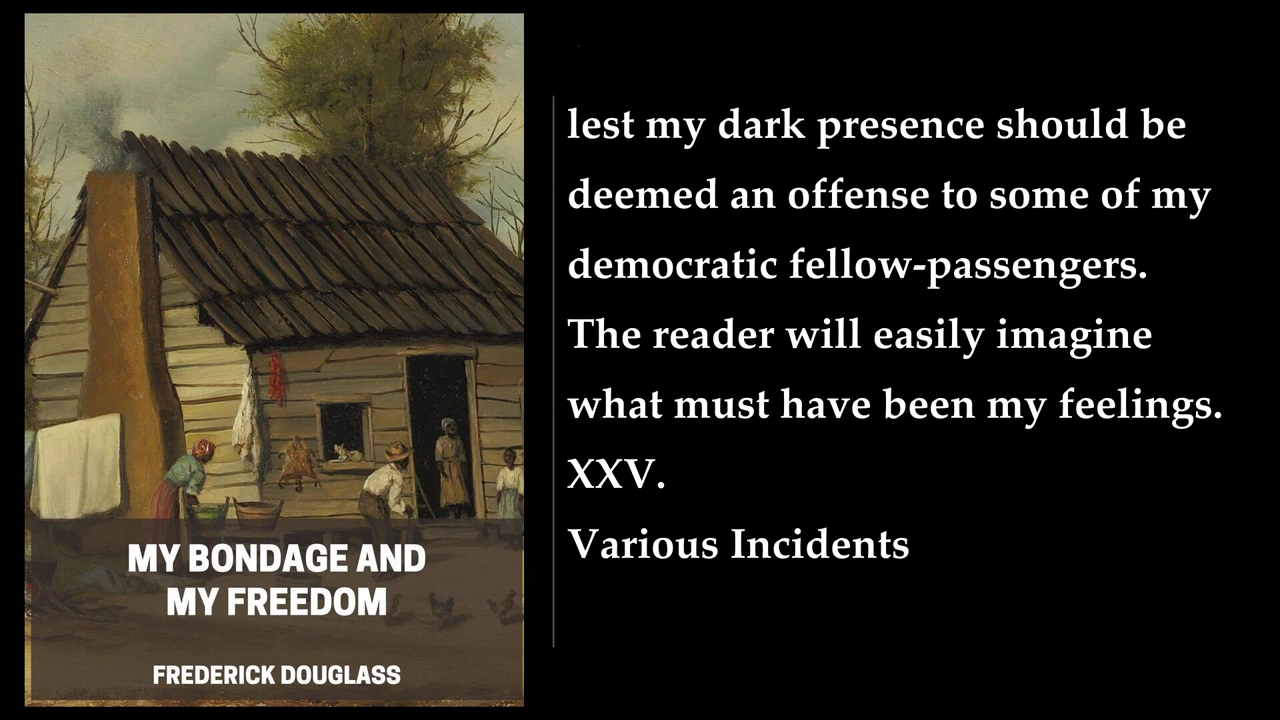 MY BONDAGE AND
MY FREEDOM
FREDERICK DOUGLASS
lest my dark presence should be
deemed an offense to some of my
democratic fellow-passengers.
The reader will easily imagine
what must have been my feelings.
XXV.
Various Incidents